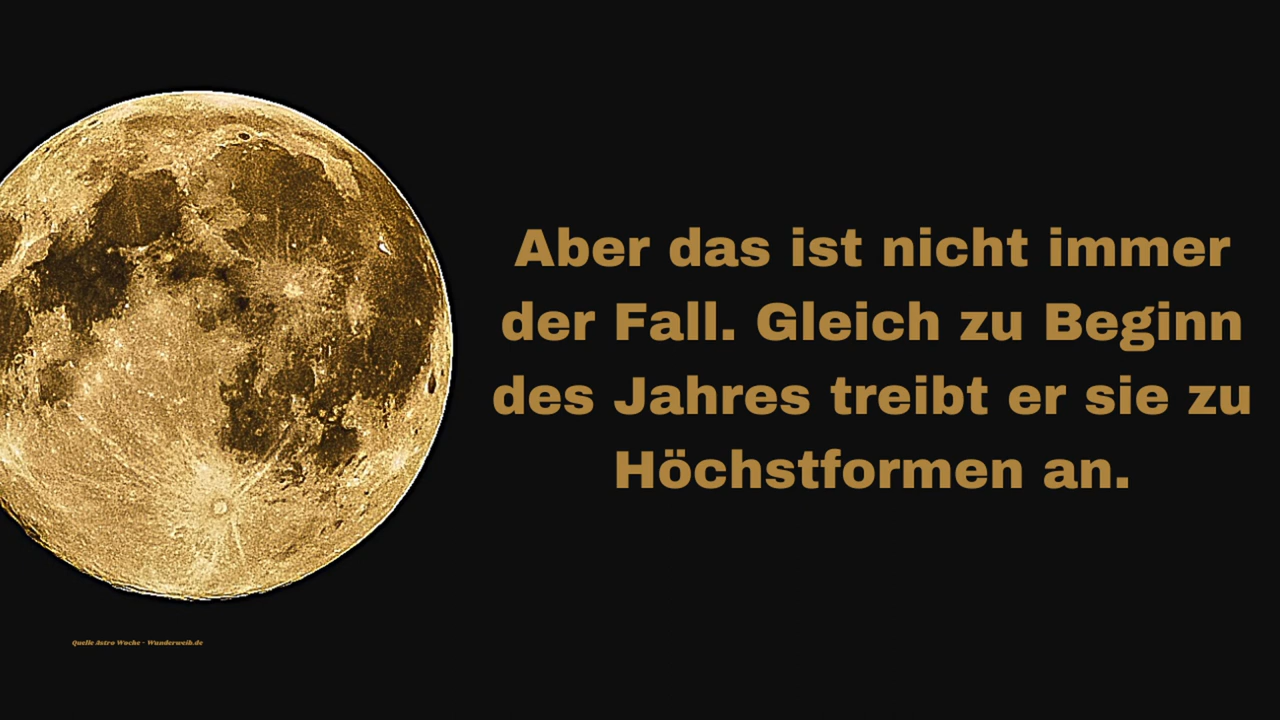 Aber das ist nicht immer
der Fall. Gleich zu Beginn
des Jahres treibt er sie zu
Höchstformen an.
Quelle Astro Woche - Wunderweib.de